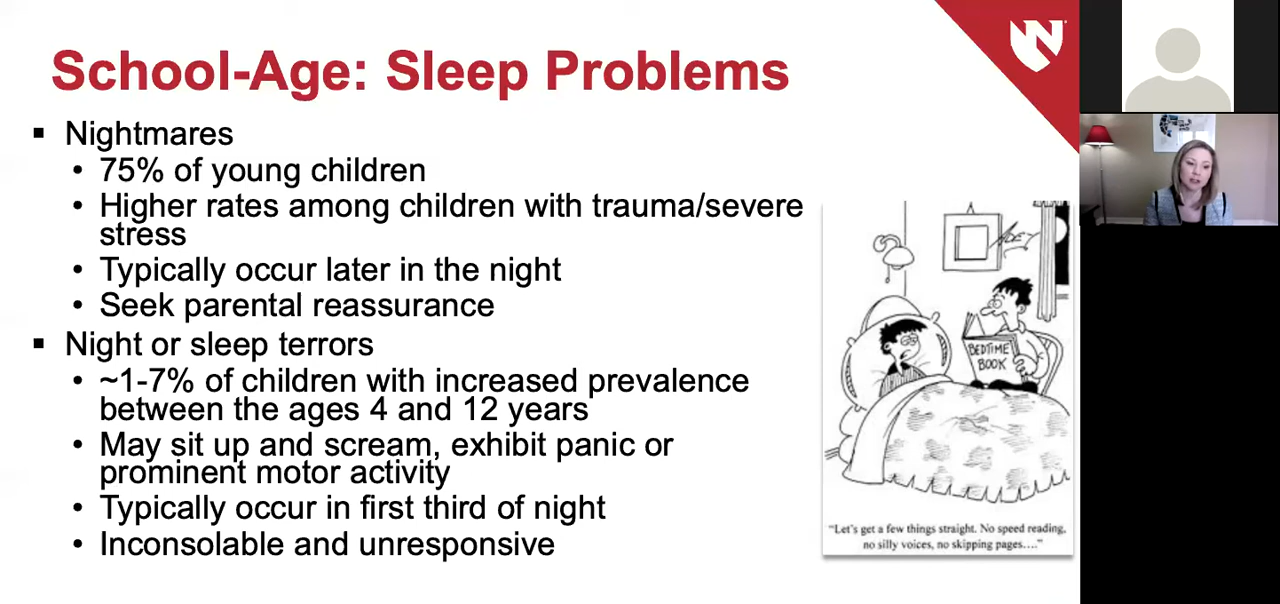 School-Age: Sleep Problems
▪ Nightmares
• 75% of young children
• Higher rates among children with trauma/severe
stress
• Typically occur later in the night
• Seek parental reassurance
▪ Night or sleep terrors
• ~1-7% of children with increased prevalence
between the ages 4 and 12 years
• May sit up and scream, exhibit panic or
prominent motor activity
• Typically occur in first third of night
• Inconsolable and unresponsive
N
BEDTIME
BOOK
"Let's get a few things straight. No speed reading,
no silly voices, no skipping pages...."